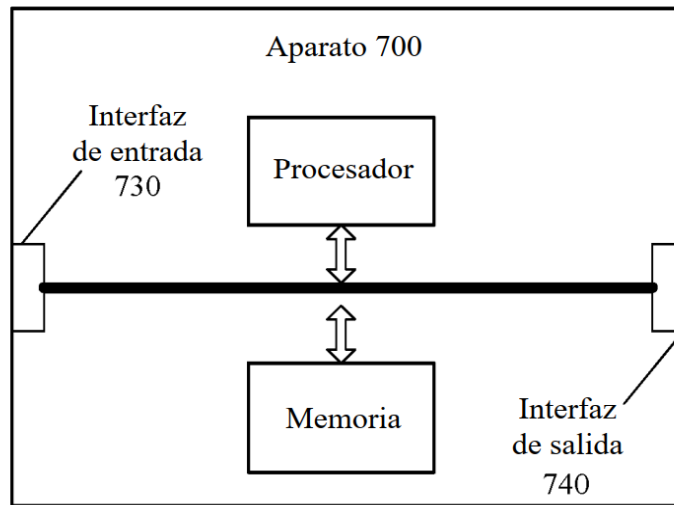 Aparato 700
Interfaz
de entrada
730
Procesador
Memoria
Interfaz
de salida
740